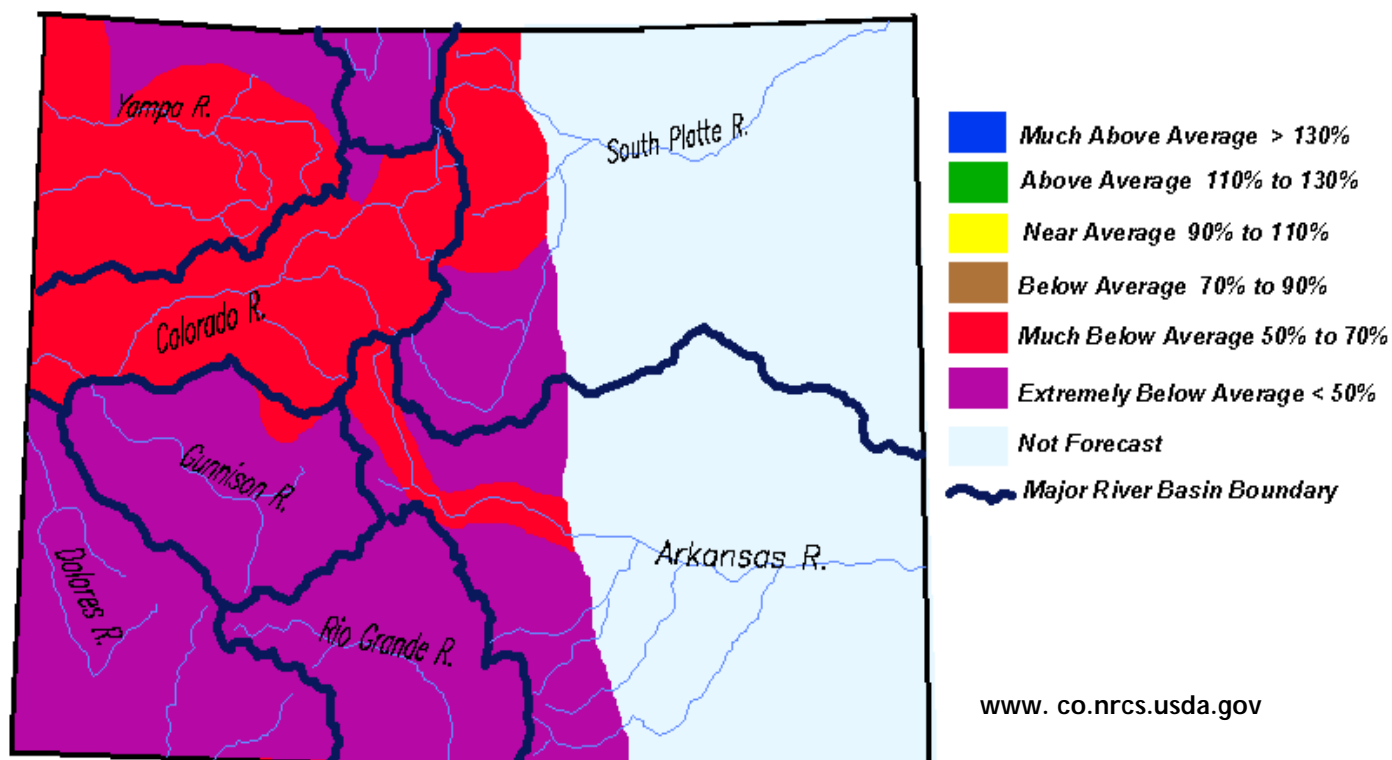 Yampa R.
South Platte R.
Colorado R.
Gunnison R.
Dolores R.
Rio Grande R.
Arkansas R.
Much Above Average > 130%
Above Average 110% to 130%
Near Average 90% to 110%
Below Average 70% to 90%
Much Below Average 50% to 70%
Extremely Below Average < 50%
Not Forecast
Major River Basin Boundary
www. co.nrcs.usda.gov